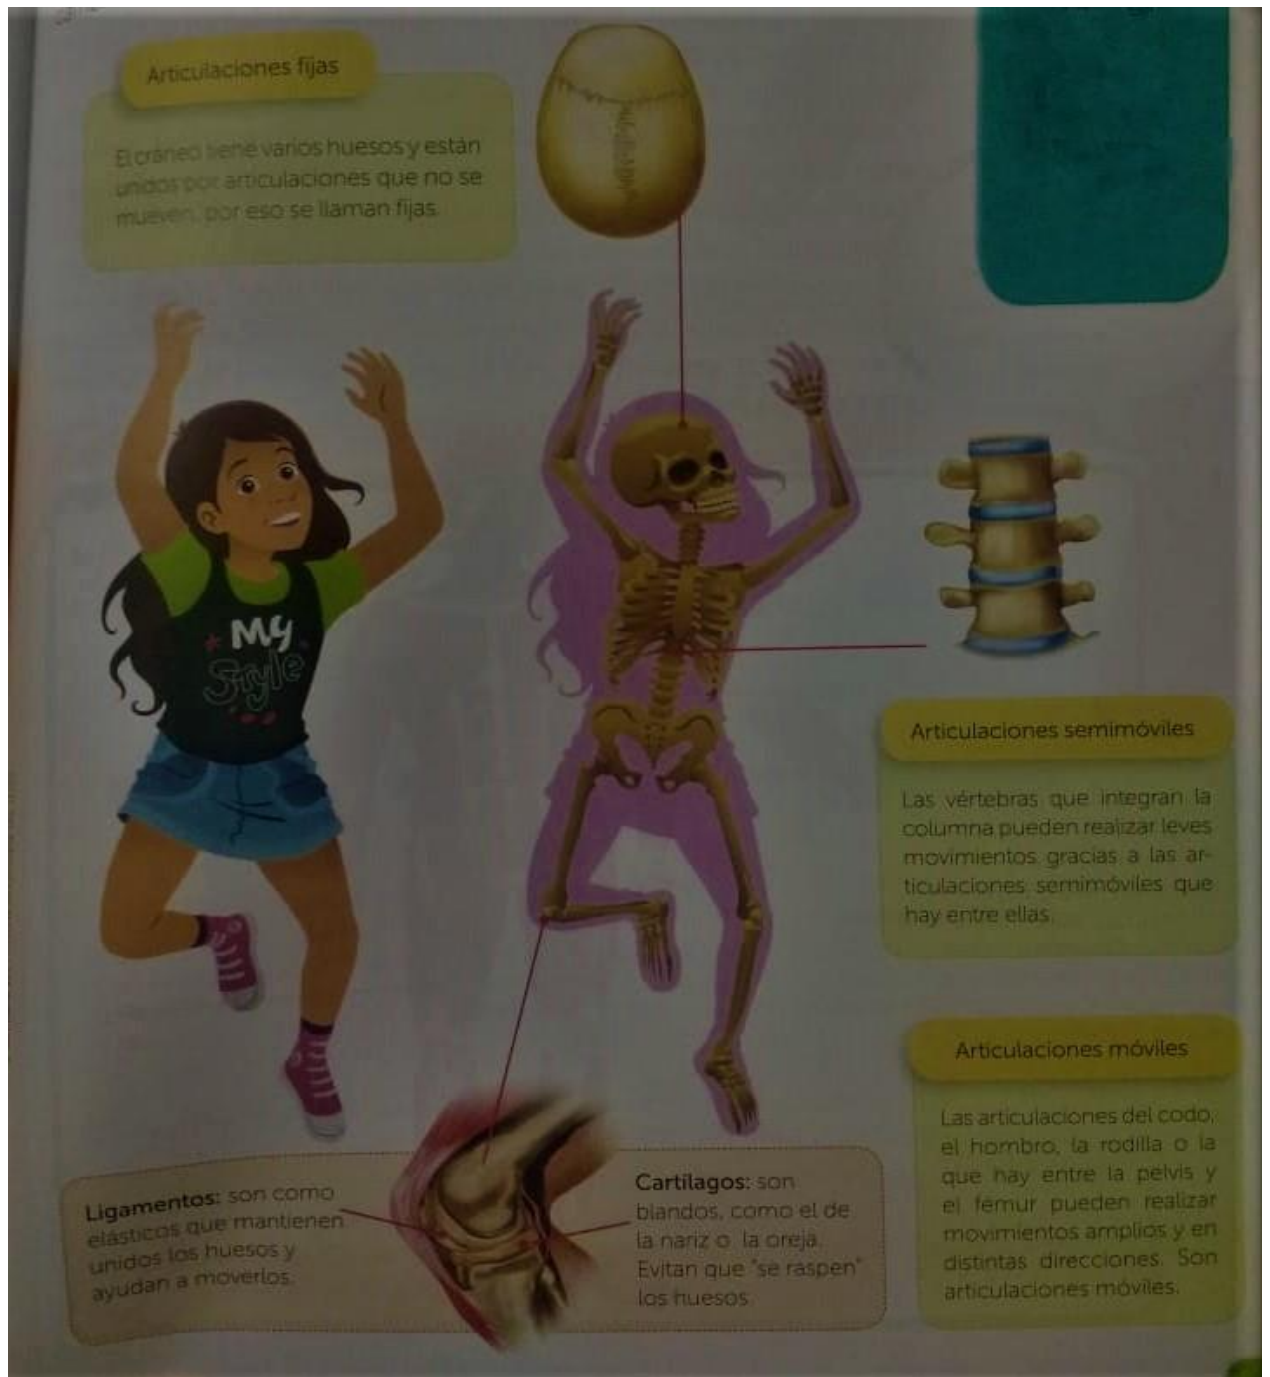 Articulaciones fijas
El cráneo tiene varios huesos y están
unidos por articulaciones que no se
mueven, por eso se llaman fijas.
My
Style
Articulaciones semimóviles
Las vértebras que integran la
columna pueden realizar leves
movimientos gracias a las ar-
ticulaciones semimóviles que
hay entre ellas.
Articulaciones móviles
Las articulaciones del codo,
el hombro, la rodilla o la
que hay entre la pelvis y
el fémur pueden realizar
movimientos amplios y en
distintas direcciones. Son
articulaciones móviles.
Ligamentos: son como
elásticos que mantienen
unidos los huesos y
ayudan a moverlos.
Cartílagos: son
blandos, como el de
la nariz o la oreja.
Evitan que "se raspen"
los huesos.